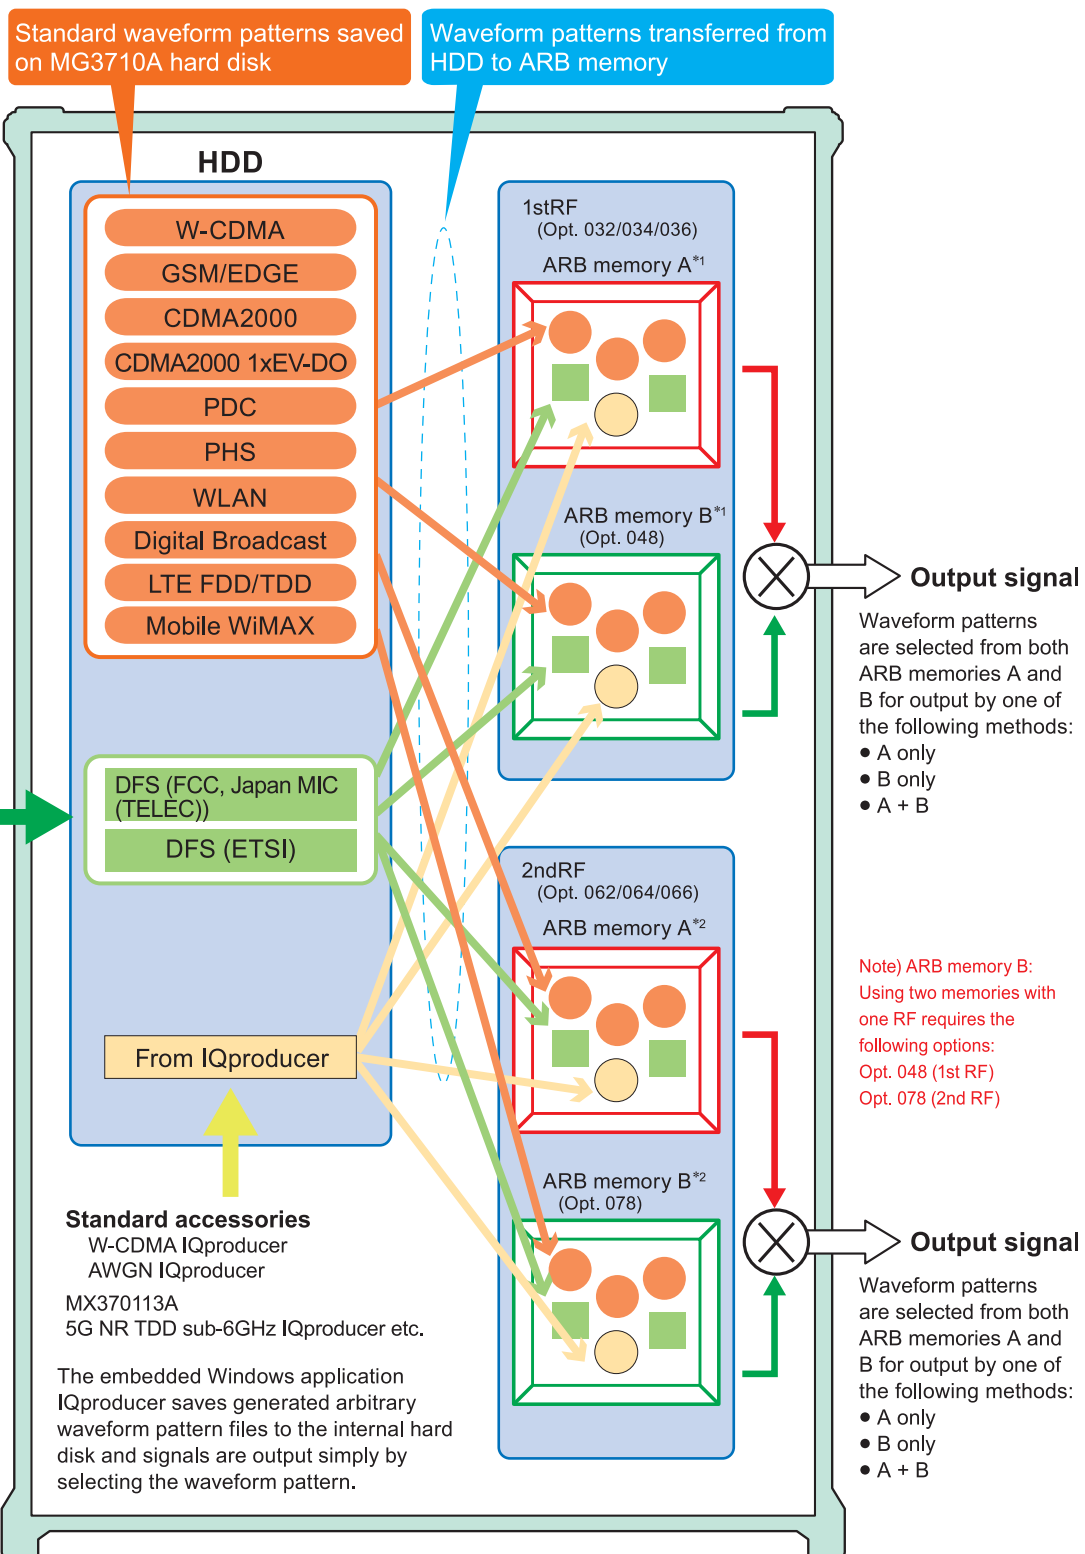 Standard waveform patterns saved
on MG3710A hard disk
Waveform patterns transferred from
HDD to ARB memory
HDD
W-CDMA
GSM/EDGE
CDMA2000
CDMA2000 1xEV-DO
PDC
PHS
WLAN
Digital Broadcast
LTE FDD/TDD
Mobile WiMAX
DFS (FCC, Japan MIC
(TELEC))
DFS (ETSI)
From IQproducer
Standard accessories
W-CDMA IQproducer
AWGN IQproducer
MX370113A
5G NR TDD sub-6GHz IQproducer etc.
The embedded Windows application
IQproducer saves generated arbitrary
waveform pattern files to the internal hard
disk and signals are output simply by
selecting the waveform pattern.
1stRF
(Opt. 032/034/036)
ARB memory A*1
ARB memory B*1
(Opt. 048)
2ndRF
(Opt. 062/064/066)
ARB memory A*2
ARB memory B*2
(Opt. 078)
Output signal
Waveform patterns
are selected from both
ARB memories A and
B for output by one of
the following methods:
● A only
● B only
● A + B
Note) ARB memory B:
Using two memories with
one RF requires the
following options:
Opt. 048 (1st RF)
Opt. 078 (2nd RF)
Output signal
Waveform patterns
are selected from both
ARB memories A and
B for output by one of
the following methods:
● A only
● B only
● A + B